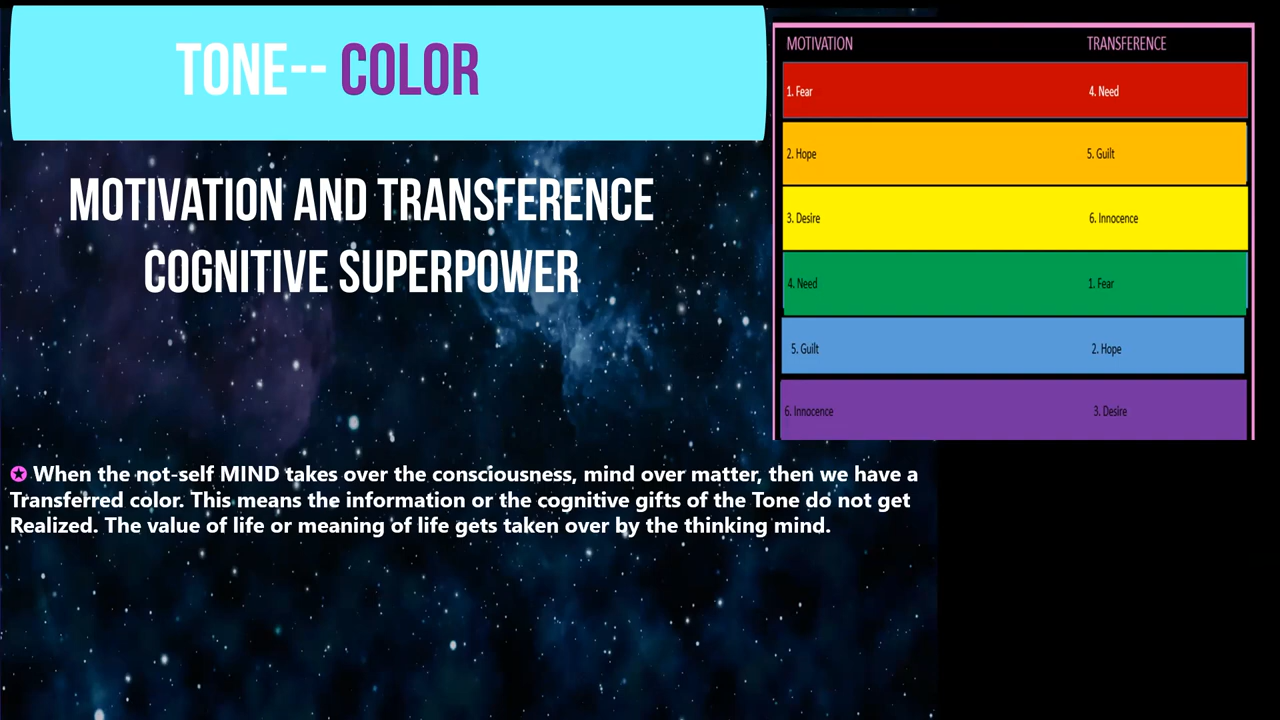 TONE-- COLOR
MOTIVATION AND TRANSFERENCE
COGNITIVE SUPERPOWER
MOTIVATION TRANSFERENCE
1. Fear 4. Need
2. Hope 5. Guilt
3. Desire 6. Innocence
4. Need 1. Fear
5. Guilt 2. Hope
6. Innocence 3. Desire
✪ When the not-self MIND takes over the consciousness, mind over matter, then we have a
Transferred color. This means the information or the cognitive gifts of the Tone do not get
Realized. The value of life or meaning of life gets taken over by the thinking mind.